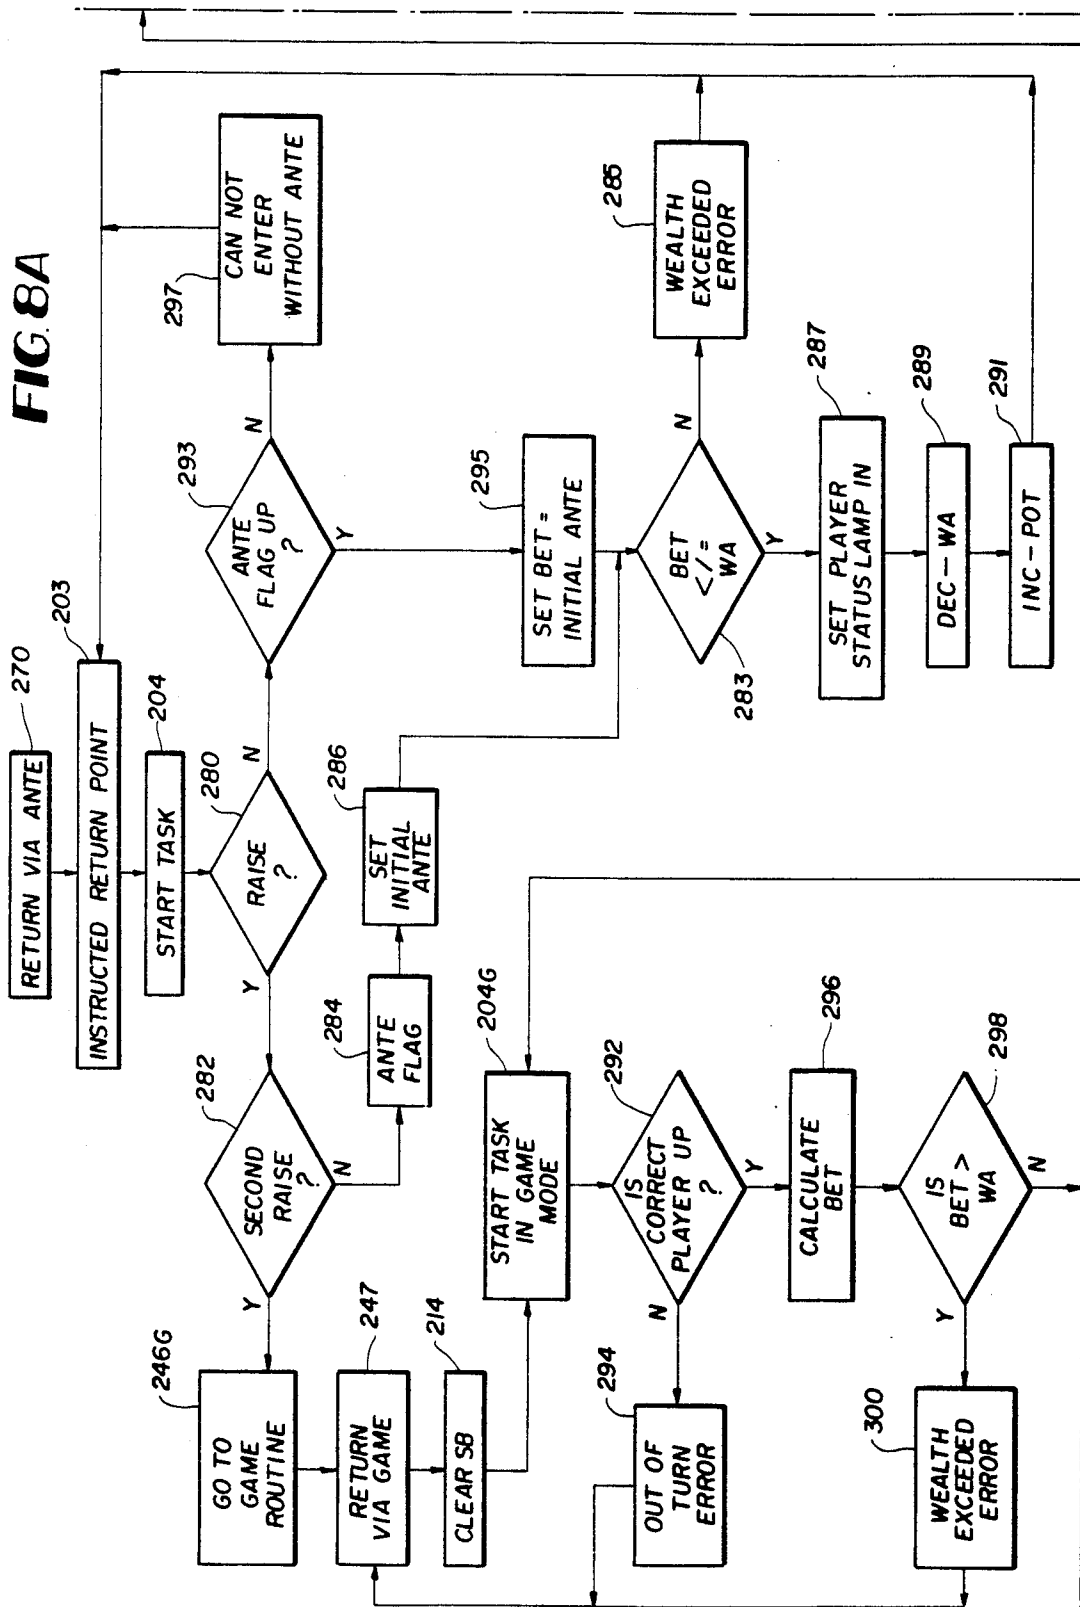 FIG. 8A
RETURN VIA ANTE
270
INSTRUCTED RETURN POINT
203
START TASK
204
RAISE
?
280
Y
N
SECOND
RAISE
?
282
Y
N
ANTE
FLAG UP
?
293
N
Y
CAN NOT
ENTER
WITHOUT ANTE
297
ANTE
FLAG
284
SET
INITIAL
ANTE
286
SET BET =
INITIAL ANTE
295
BET
</=
WA
283
N
Y
WEALTH
EXCEEDED
ERROR
285
SET PLAYER
STATUS LAMP IN
287
DEC-WA
289
INC-POT
291
GO TO
GAME
ROUTINE
246G
RETURN
VIA GAME
247
CLEAR SB
214
START TASK
IN GAME
MODE
204G
IS
CORRECT
PLAYER UP
?
292
N
Y
OUT OF
TURN
ERROR
294
CALCULATE
BET
296
IS
BET >
WA
298
Y
N
WEALTH
EXCEEDED
ERROR
300